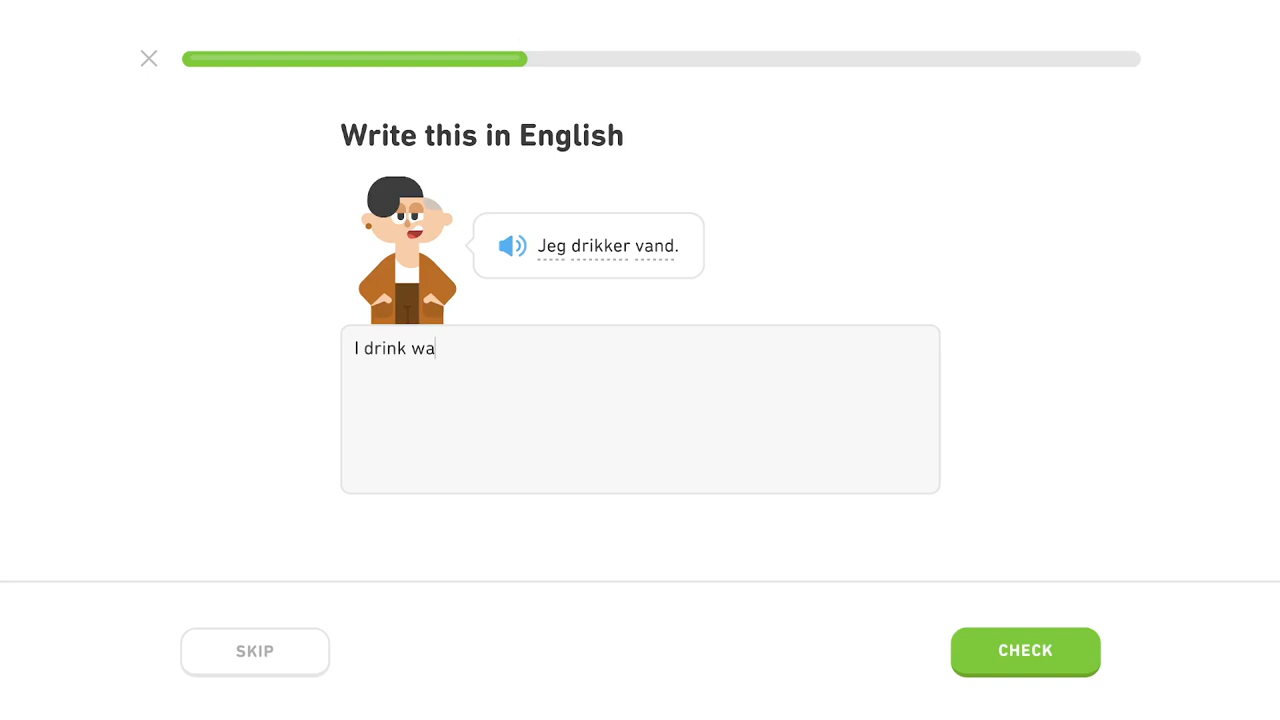 Write this in English
Jeg drikker vand.
I drink wa
SKIP
CHECK